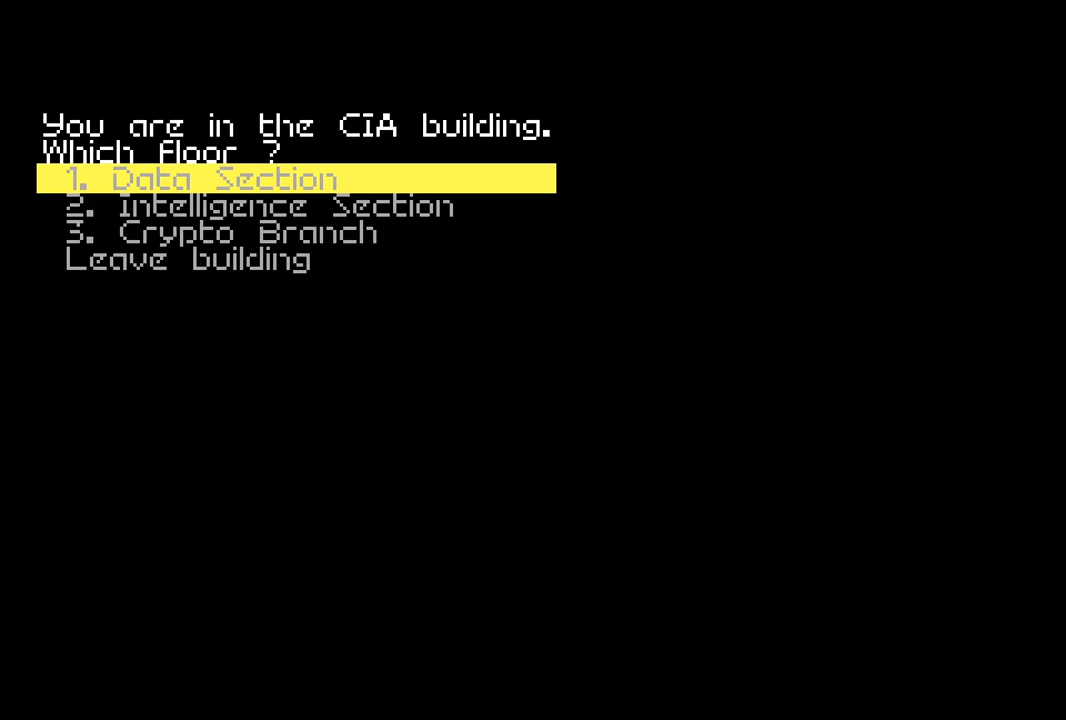 You are in the CIA building.
Which floor ?
1. Data Section
2. Intelligence Section
3. Crypto Branch
Leave building